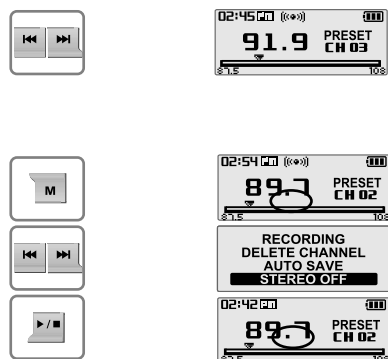 02:45 FM
91.9 PRESET
CH 03
87.5 108
M
02:54 FM
89.7 PRESET
CH 02
87.5 108
RECORDING
DELETE CHANNEL
AUTO SAVE
STEREO OFF
02:42 FM
89.7 PRESET
CH 02
87.5 108